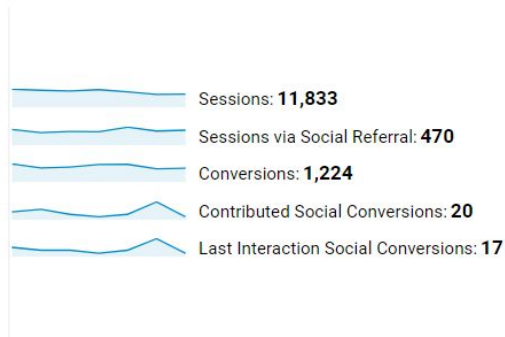 Sessions: 11,833
Sessions via Social Referral: 470
Conversions: 1,224
Contributed Social Conversions: 20
Last Interaction Social Conversions: 17